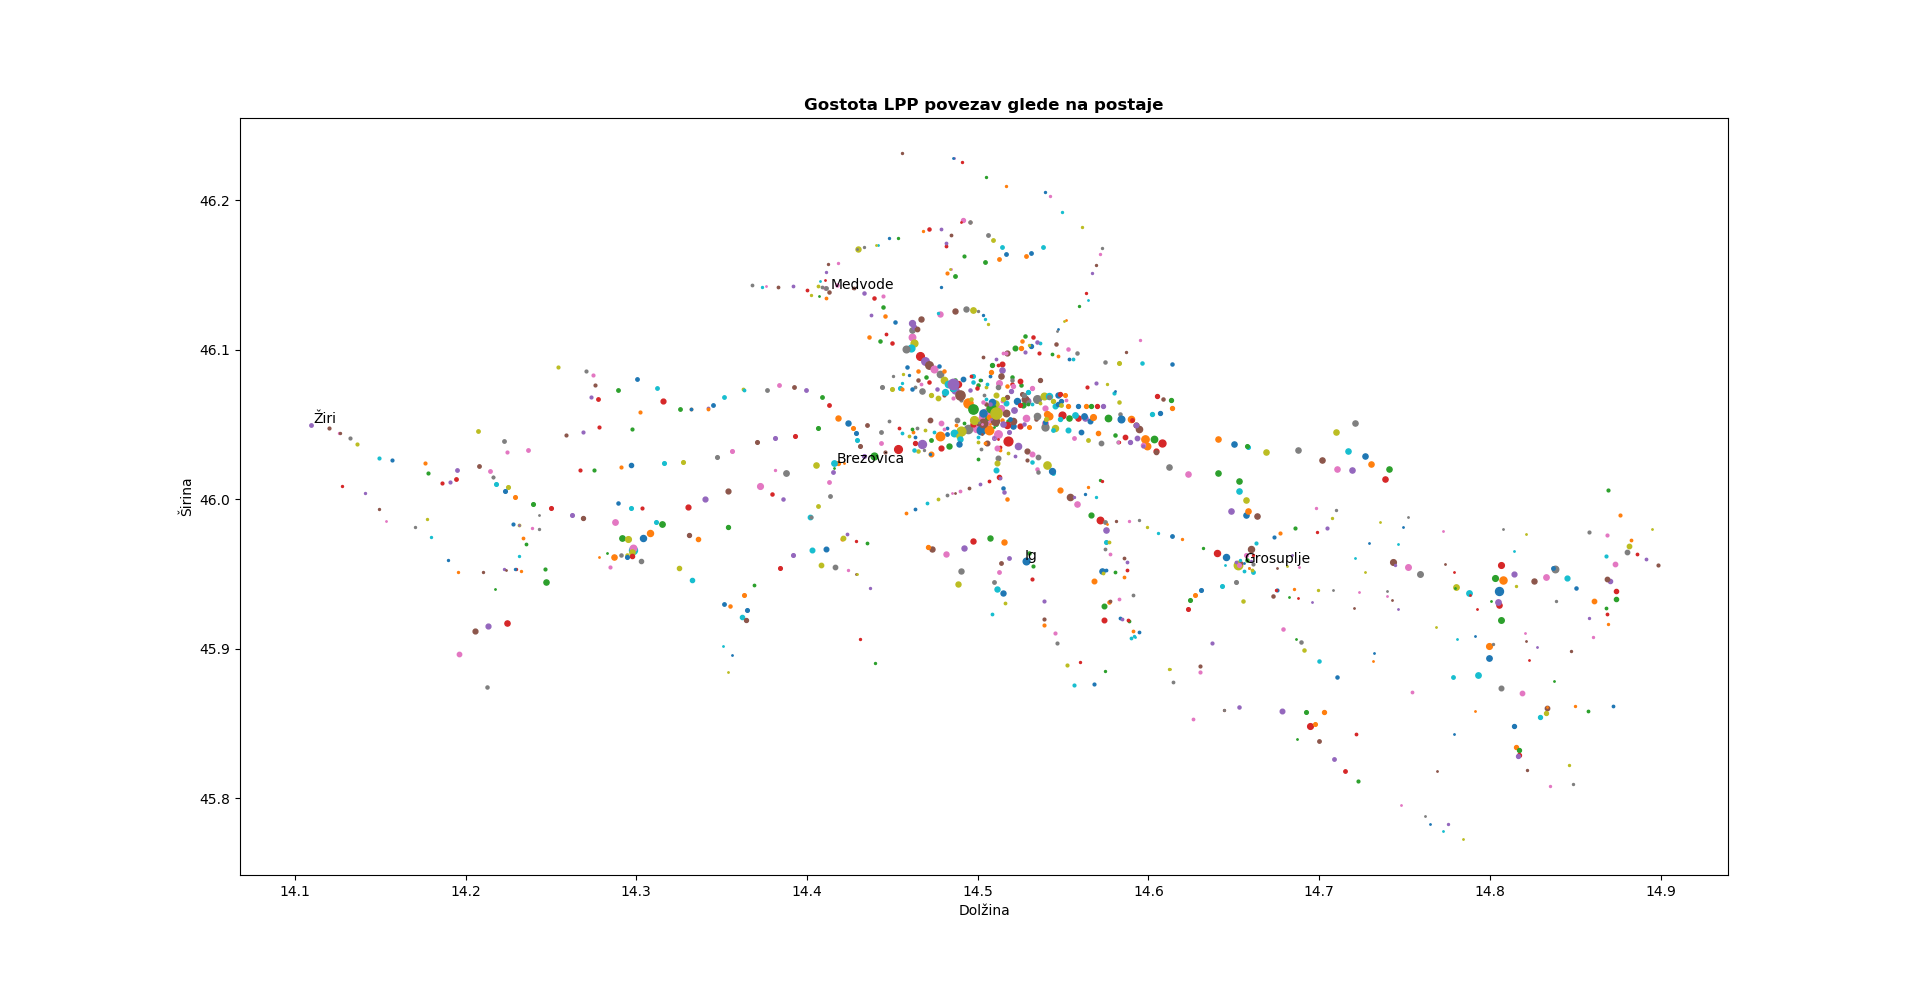 Gostota LPP povezav glede na postaje
46.2
Medvode
46.1
Žiri
Brezovica
46.0
Širina
Ig
Grosuplje
45.9
45.8
14.1 14.2 14.3 14.4 14.5 14.6 14.7 14.8 14.9
Dolžina